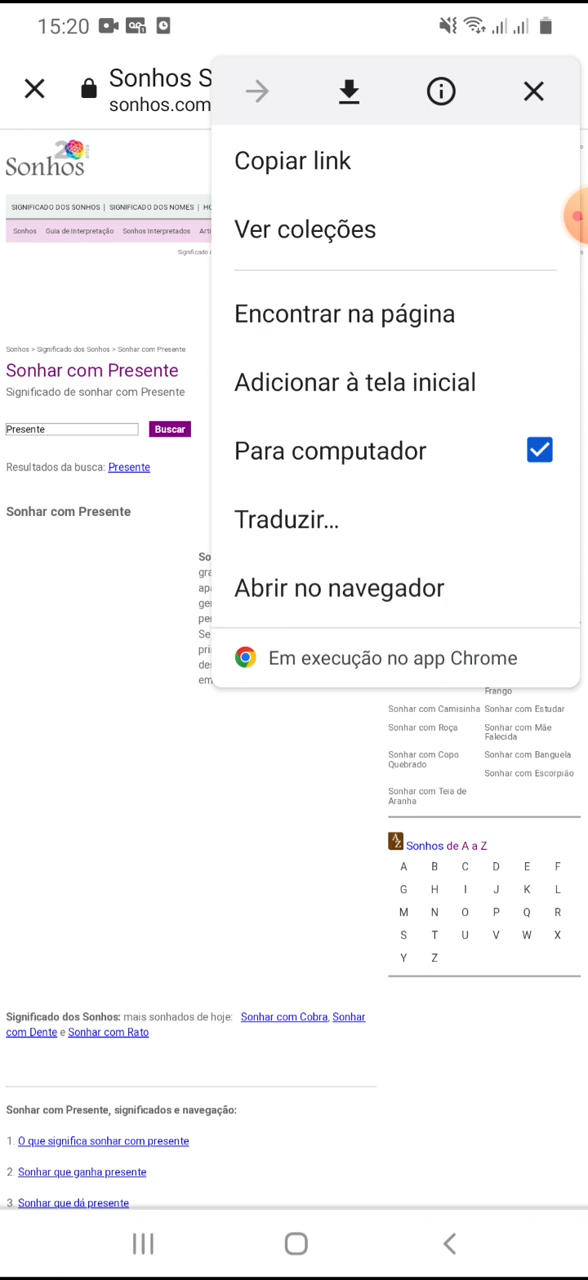 15:20
Sonhos S
sonhos.com
Copiar link
Ver coleções
Encontrar na página
Adicionar à tela inicial
Para computador
Traduzir...
Abrir no navegador
Em execução no app Chrome
Sonhos
SIGNIFICADO DOS SONHOS | SIGNIFICADO DOS NOMES |
Sonhos Guia de Interpretação Sonhos Interpretados
Significado
Sonhos > Significado dos Sonhos > Sonhar com Presente
Sonhar com Presente
Significado de sonhar com Presente
Presente Buscar
Resultados da busca: Presente
Sonhar com Presente
Frango
Sonhar com Camisinha Sonhar com Estudar
Sonhar com Roça Sonhar com Mãe
Falecida
Sonhar com Copo Sonhar com Banguela
Quebrado
Sonhar com Escorpião
Sonhar com Teia de
Aranha
Sonhos de A a Z
A B C D E F
G H I J K L
M N O P Q R
S T U V W X
Y Z
Significado dos Sonhos: mais sonhados de hoje: Sonhar com Cobra, Sonhar
com Dente e Sonhar com Rato
Sonhar com Presente, significados e navegação:
1. O que significa sonhar com presente
2. Sonhar que ganha presente
3. Sonhar que dá presente